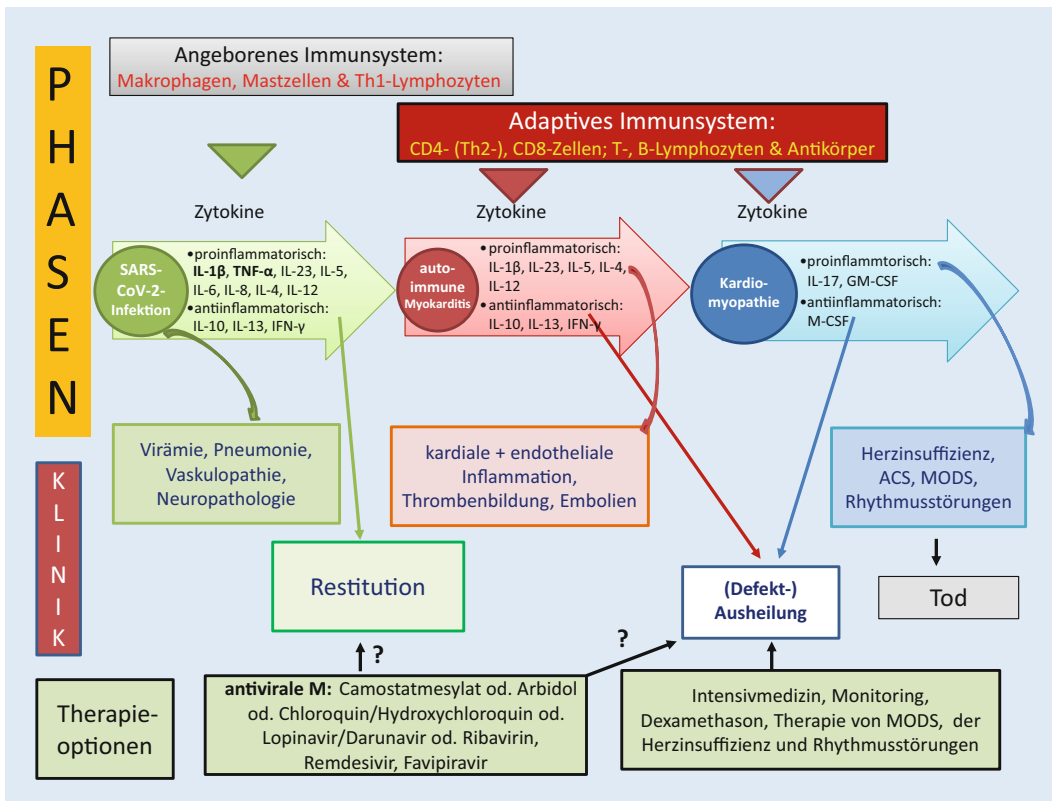 PHASEN
Angeborenes Immunsystem:
Makrophagen, Mastzellen & Th1-Lymphozyten
Adaptives Immunsystem:
CD4- (Th2-), CD8-Zellen; T-, B-Lymphozyten & Antikörper
Zytokine
SARS-
CoV-2-
Infektion
•proinflammatorisch:
IL-1β, TNF-α, IL-23, IL-5,
IL-6, IL-8, IL-4, IL-12
•antiinflammatorisch:
IL-10, IL-13, IFN-γ
Zytokine
auto-
immune
Myokarditis
•proinflammatorisch:
IL-1β, IL-23, IL-5, IL-4,
IL-12
•antiinflammatorisch:
IL-10, IL-13, IFN-γ
Zytokine
Kardio-
myopathie
•proinflammtorisch:
IL-17, GM-CSF
•antiinflammatorisch:
M-CSF
KLINIK
Virämie, Pneumonie,
Vaskulopathie,
Neuropathologie
kardiale + endotheliale
Inflammation,
Thrombenbildung, Embolien
Herzinsuffizienz,
ACS, MODS,
Rhythmusstörungen
Restitution
(Defekt-)
Ausheilung
Tod
?
?
Therapie-
optionen
antivirale M: Camostatmesylat od. Arbidol
od. Chloroquin/Hydroxychloroquin od.
Lopinavir/Darunavir od. Ribavirin,
Remdesivir, Favipiravir
Intensivmedizin, Monitoring,
Dexamethason, Therapie von MODS, der
Herzinsuffizienz und Rhythmusstörungen